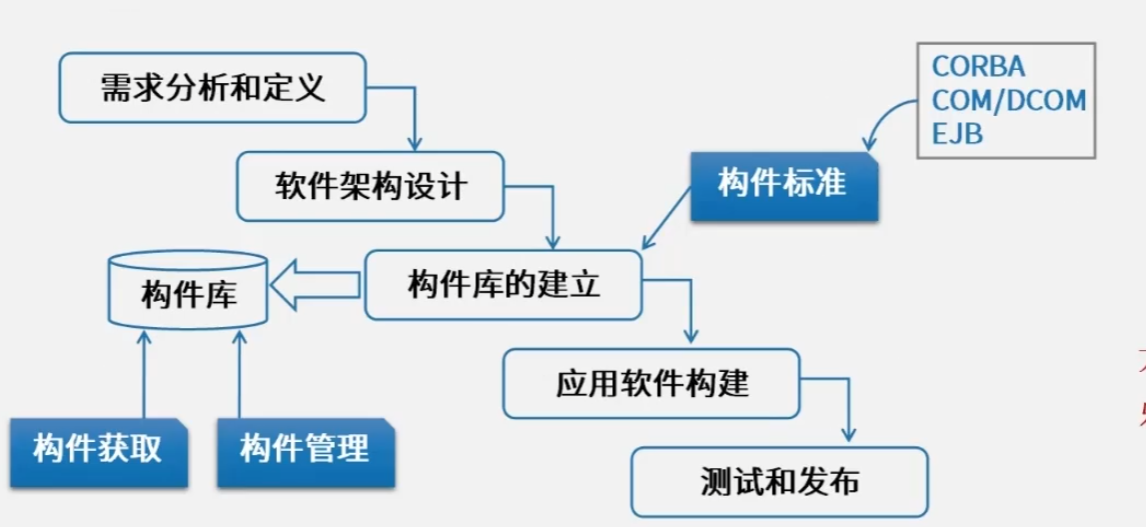 需求分析和定义
CORBA
COM/DCOM
EJB
软件架构设计
构件标准
构件库
构件库的建立
应用软件构建
构件获取
构件管理
测试和发布